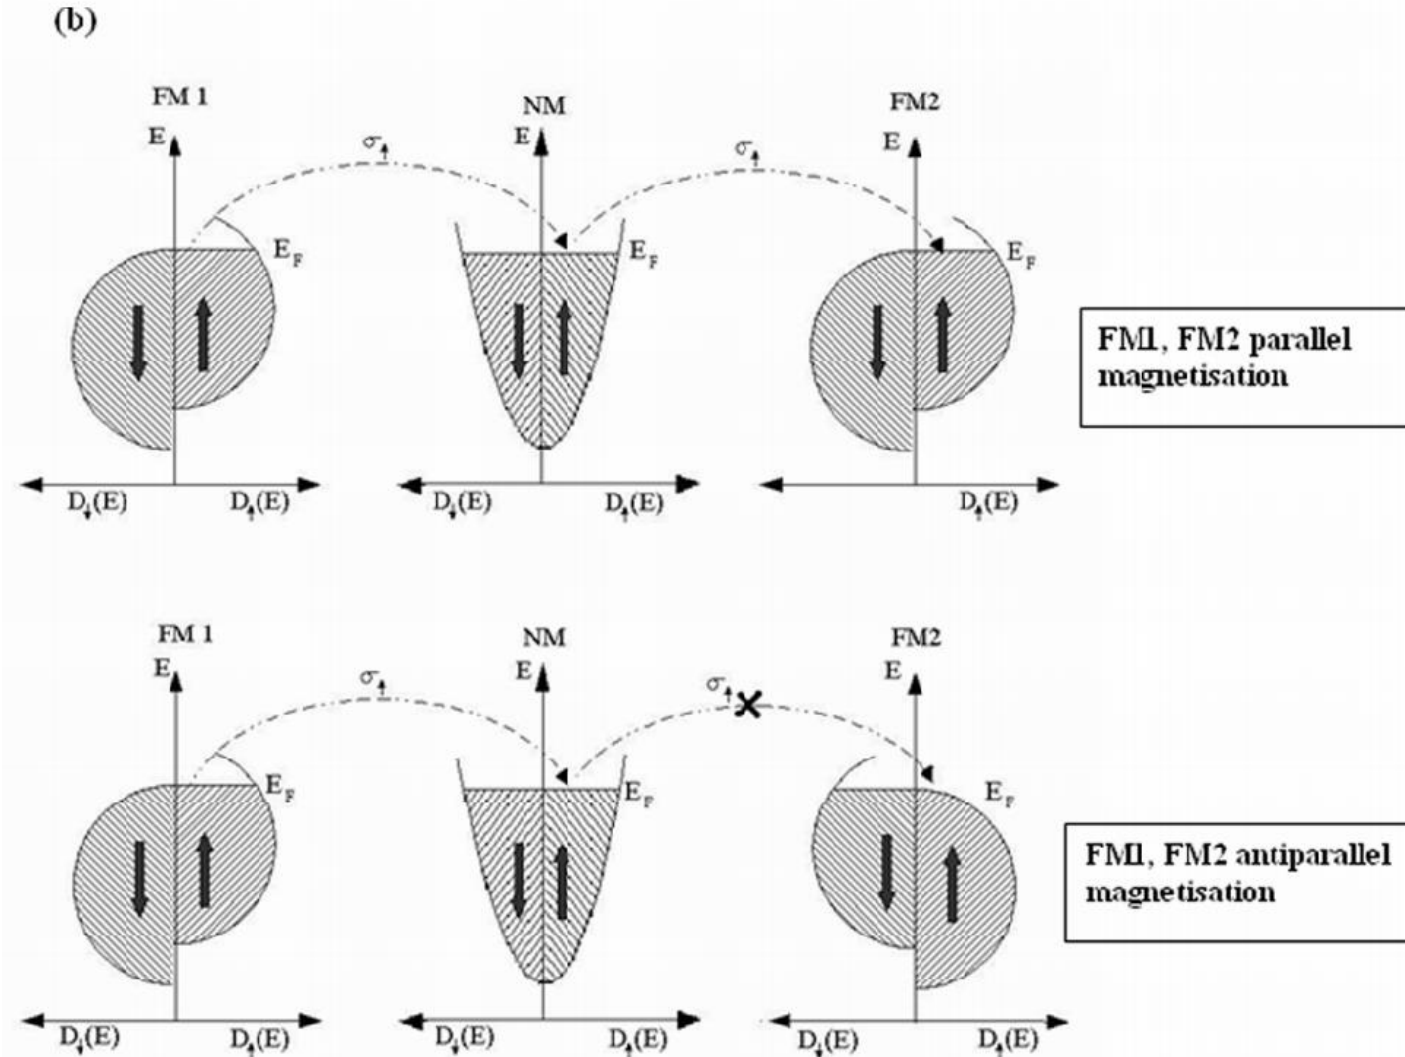 (b)
FM 1
NM
FM2
E
E
E
σ↑
σ↑
E_F
E_F
E_F
FM1, FM2 parallel
magnetisation
D↓(E)
D↑(E)
D↓(E)
D↑(E)
D↑(E)
FM 1
NM
FM2
E
E
E
σ↑
σ↑
E_F
E_F
E_F
FM1, FM2 antiparallel
magnetisation
D↓(E)
D↑(E)
D↓(E)
D↑(E)
D↓(E)
D↑(E)